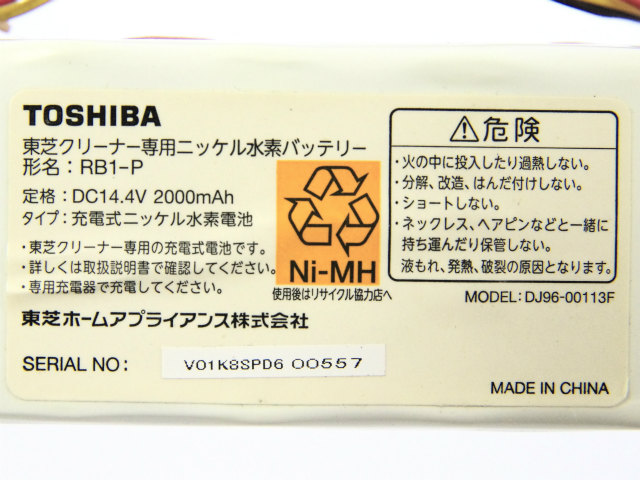 TOSHIBA
東芝クリーナー専用ニッケル水素バッテリー
形名：RB1-P
定格：DC14.4V 2000mAh
タイプ：充電式ニッケル水素電池
・東芝クリーナー専用の充電式電池です。
・詳しくは取扱説明書で確認してください。
・専用充電器で充電してください。
東芝ホームアプライアンス株式会社
SERIAL NO:
V01K8SPD6 00557
Ni-MH
使用後はリサイクル協力店へ
⚠危険
・火の中に投入したり過熱しない。
・分解、改造、はんだ付けしない。
・ショートしない。
・ネックレス、ヘアピンなどと一緒に
持ち運んだり保管しない。
液もれ、発熱、破裂の原因となります。
MODEL: DJ96-00113F
MADE IN CHINA